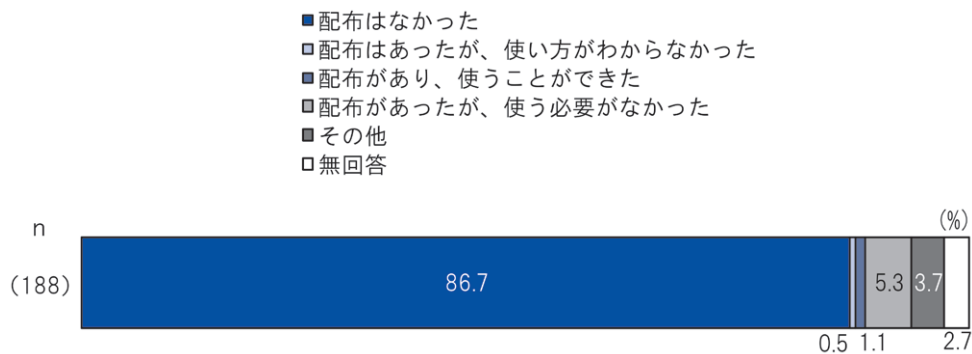 配布はなかった
配布はあったが、使い方がわからなかった
配布があり、使うことができた
配布があったが、使う必要がなかった
その他
無回答
n
(%)
(188)
86.7
5.3
3.7
0.5
1.1
2.7